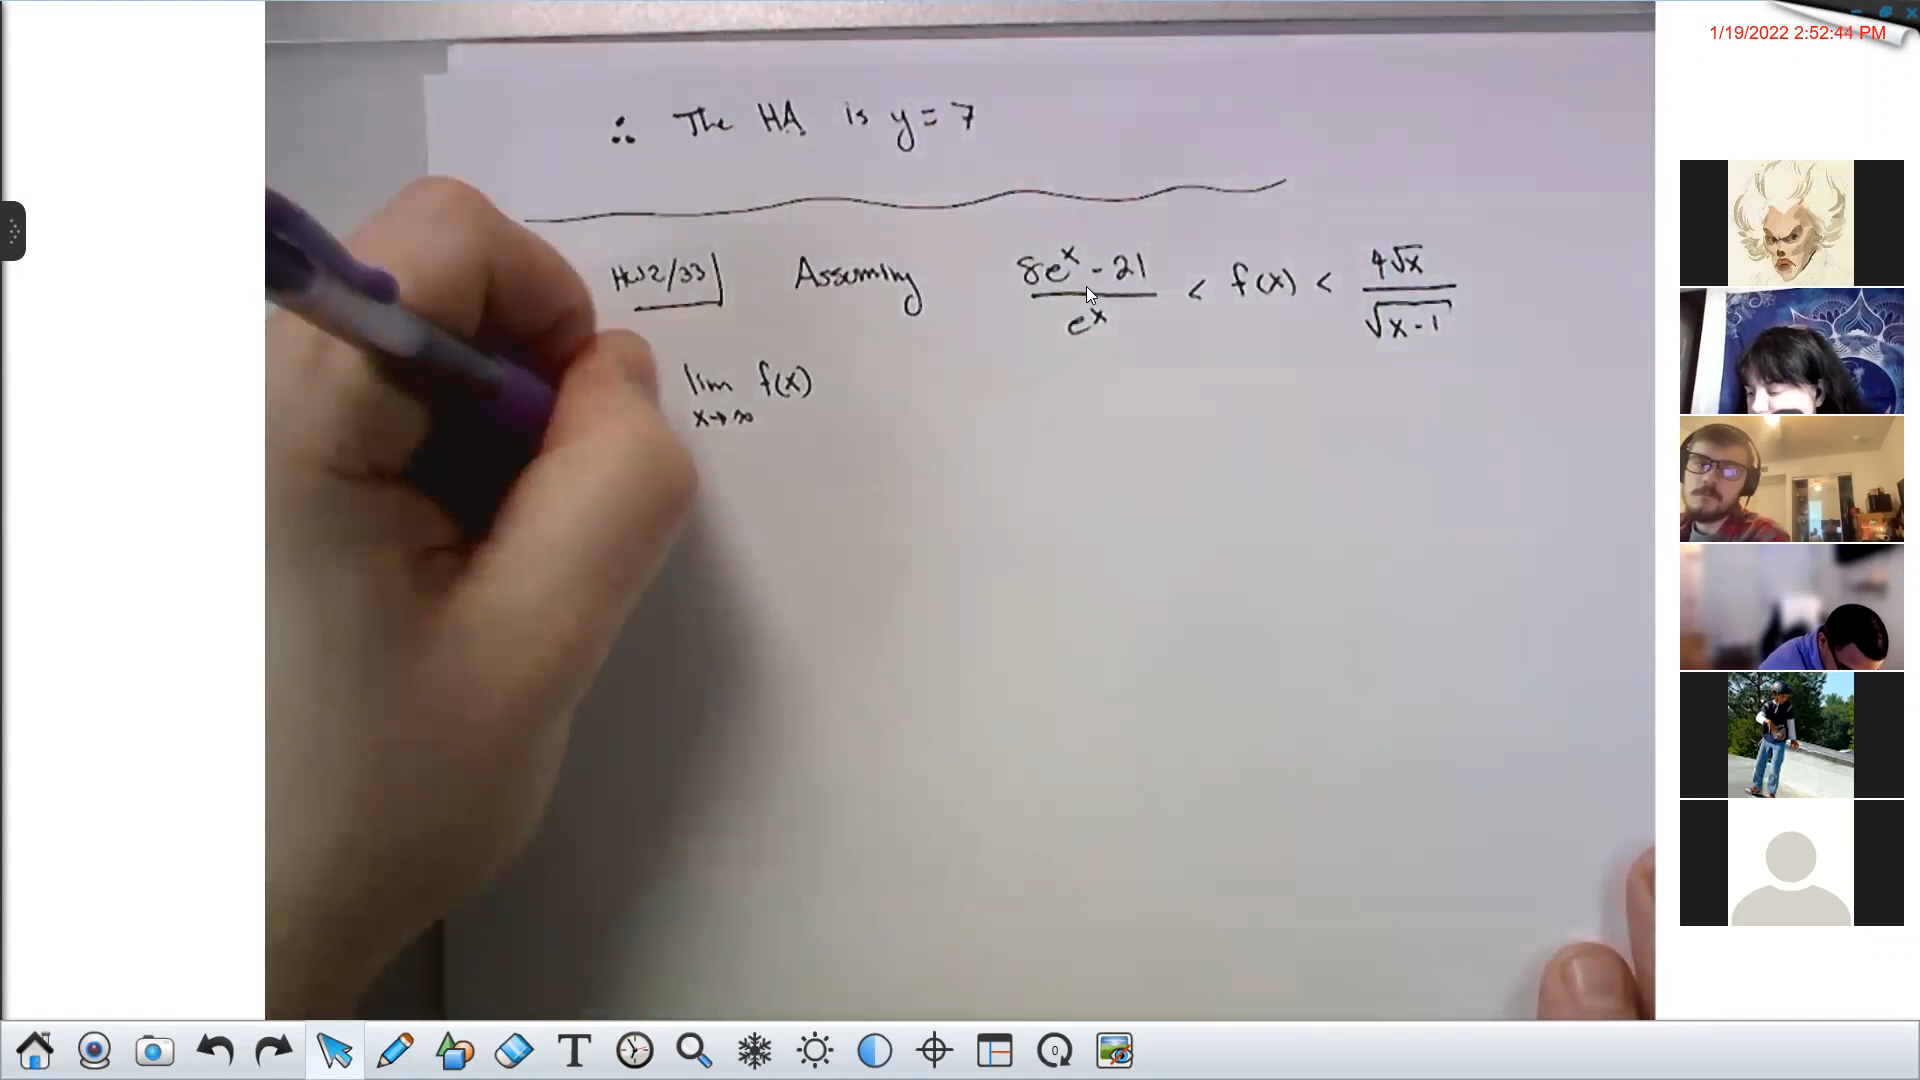 1/19/2022 2:52:44 PM
∴ The HA is y = 7
HW2/33 Assuming (8e^x - 21)/(e^x) < f(x) < (4√x)/(√(x-1))
lim f(x)
x→∞
T
0